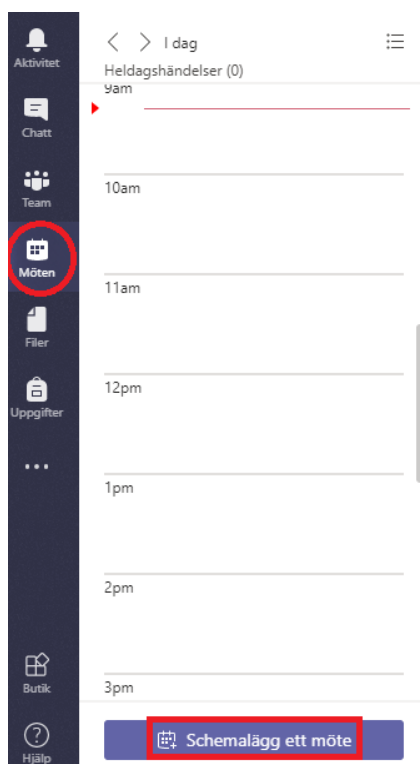 Aktivitet
Chatt
Team
Möten
Filer
Uppgifter
Butik
Hjälp
I dag
Heldagshändelser (0)
9am
10am
11am
12pm
1pm
2pm
3pm
Schemalägg ett möte